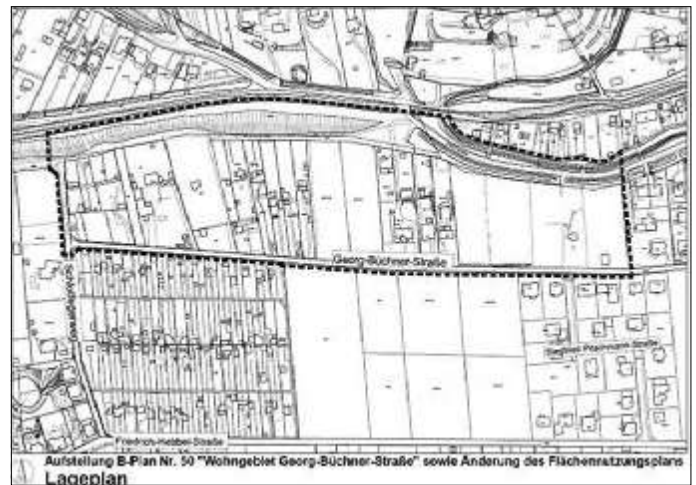 Georg-Büchner-Straße
Friedrich-Hebbel-Straße
Aufstellung B-Plan Nr. 50 "Wohngebiet Georg-Büchner-Straße" sowie Änderung des Flächennutzungsplans
Lageplan